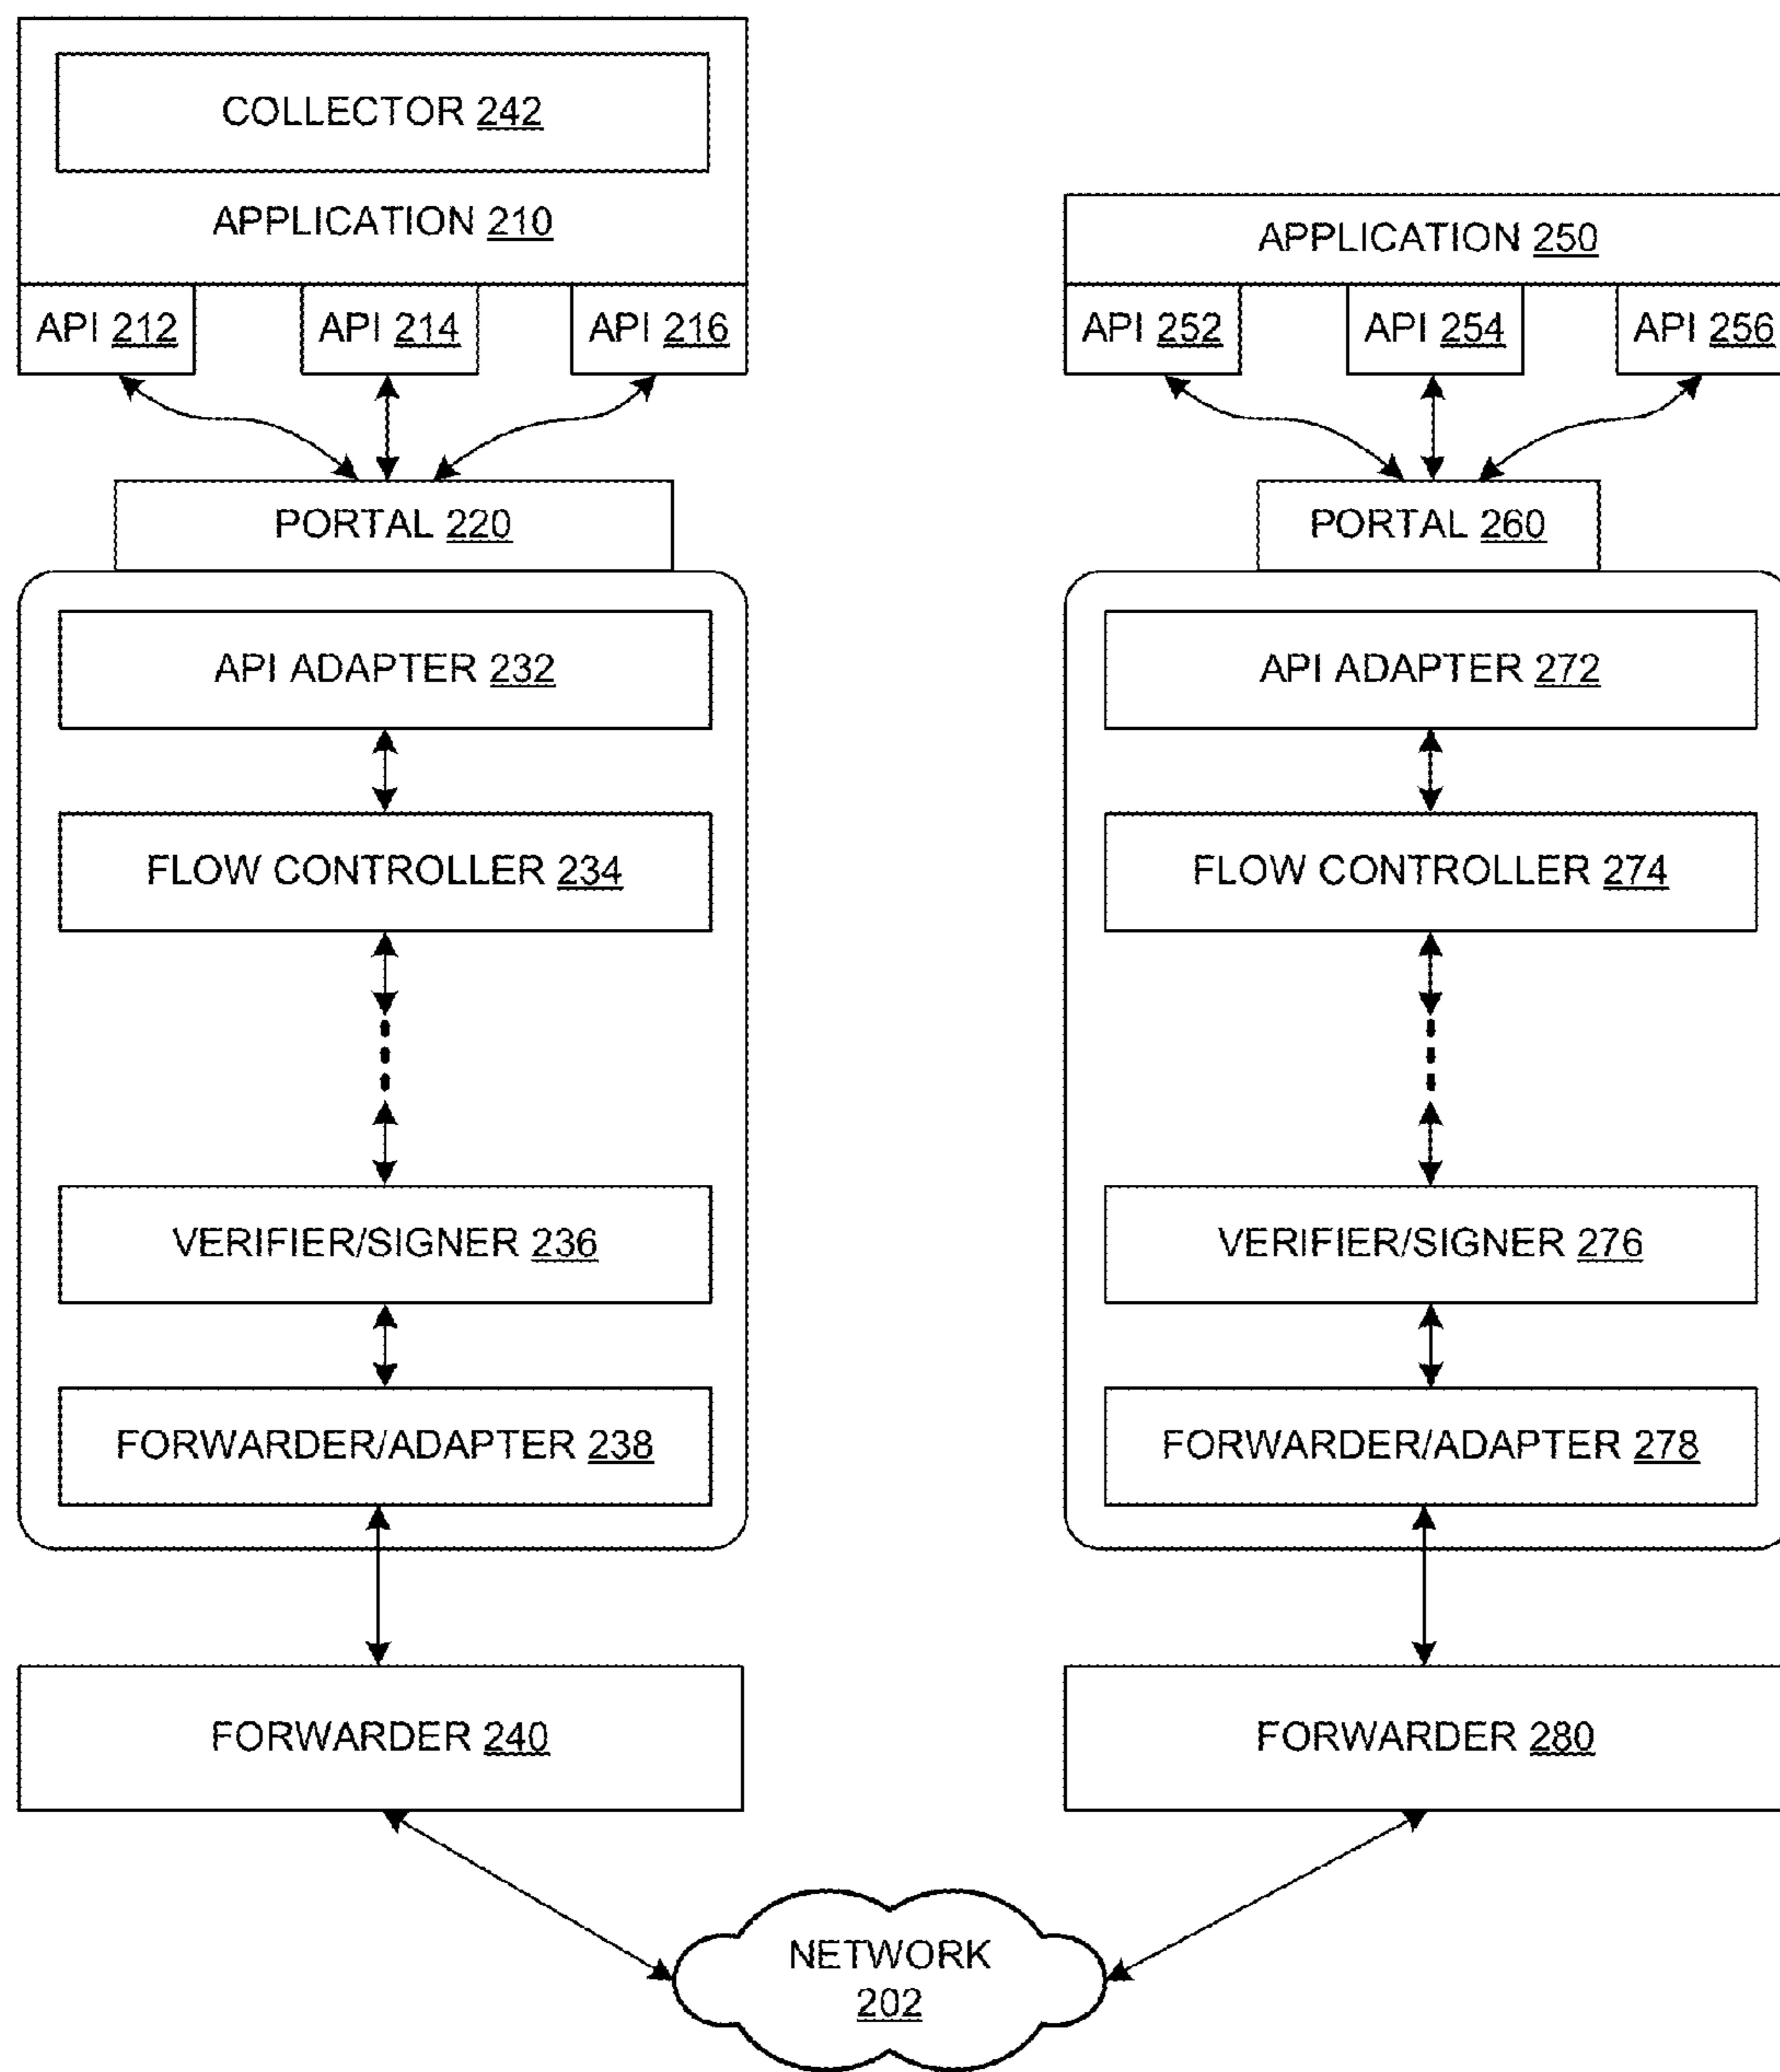 COLLECTOR 242
APPLICATION 210
API 212
API 214
API 216
PORTAL 220
API ADAPTER 232
FLOW CONTROLLER 234
VERIFIER/SIGNER 236
FORWARDER/ADAPTER 238
FORWARDER 240
APPLICATION 250
API 252
API 254
API 256
PORTAL 260
API ADAPTER 272
FLOW CONTROLLER 274
VERIFIER/SIGNER 276
FORWARDER/ADAPTER 278
FORWARDER 280
NETWORK
202